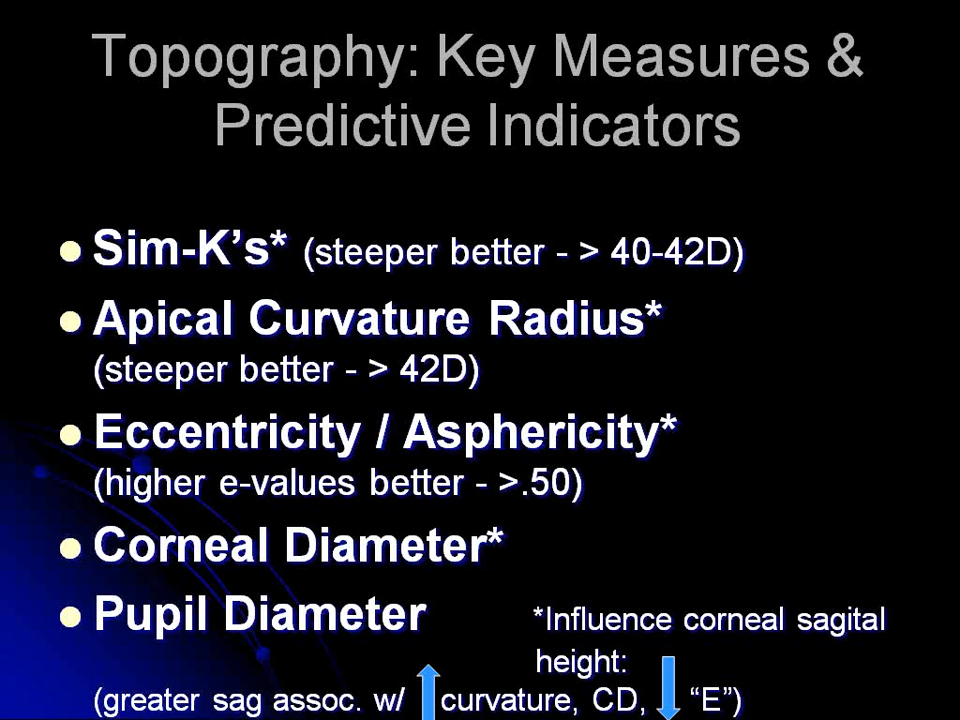 Topography: Key Measures &
Predictive Indicators
Sim-K's* (steeper better - > 40-42D)
Apical Curvature Radius*
(steeper better - > 42D)
Eccentricity / Asphericity*
(higher e-values better - >.50)
Corneal Diameter*
Pupil Diameter *Influence corneal sagital
height:
(greater sag assoc. w/ curvature, CD, “E”)